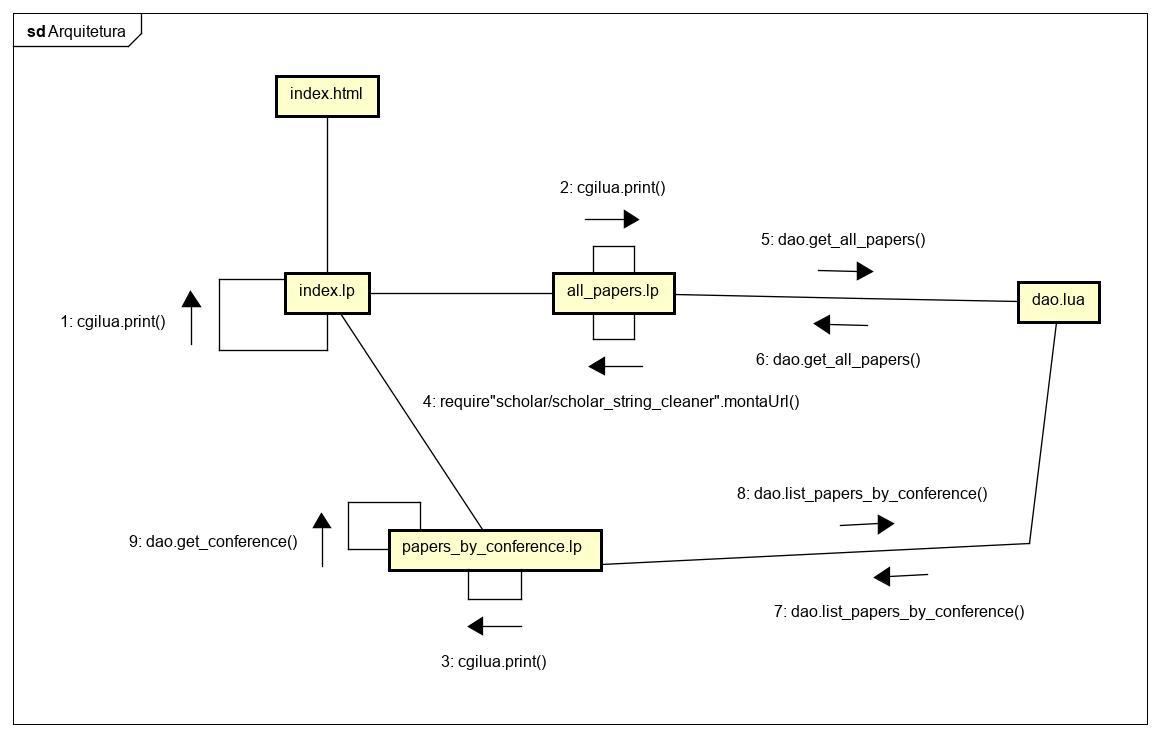 sd Arquitetura
index.html
2: cgilua.print()
5: dao.get_all_papers()
index.lp
all_papers.lp
dao.lua
1: cgilua.print()
6: dao.get_all_papers()
4: require"scholar/scholar_string_cleaner".montaUrl()
8: dao.list_papers_by_conference()
9: dao.get_conference()
papers_by_conference.lp
7: dao.list_papers_by_conference()
3: cgilua.print()